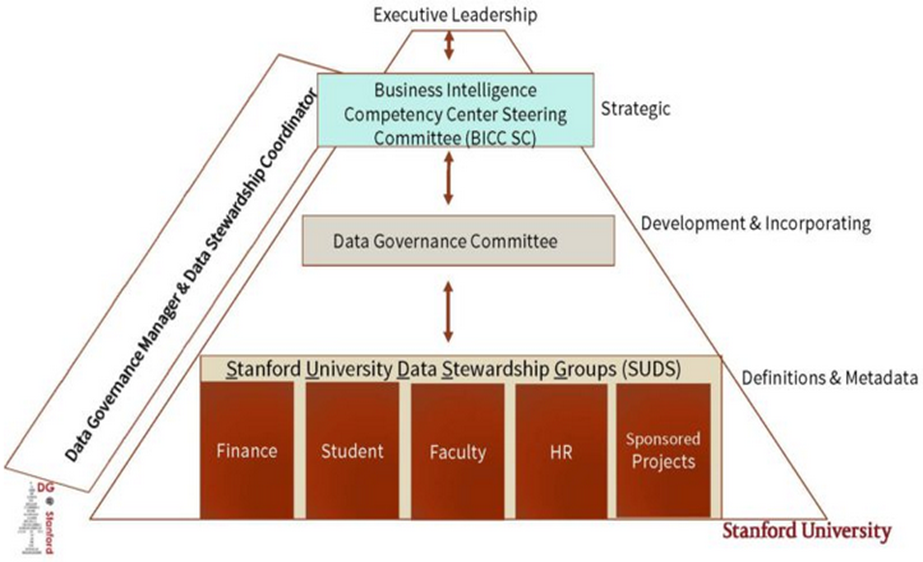 Executive Leadership
Business Intelligence
Competency Center Steering
Committee (BICC SC)
Strategic
Data Governance Manager & Data Stewardship Coordinator
Development & Incorporating
Data Governance Committee
Stanford University Data Stewardship Groups (SUDS)
Definitions & Metadata
Finance
Student
Faculty
HR
Sponsored
Projects
DG @ Stanford
Stanford University